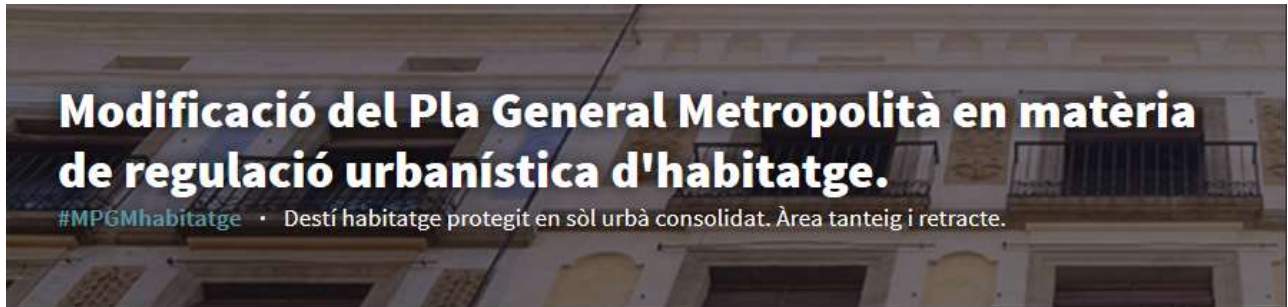 Modificació del Pla General Metropolità en matèria
de regulació urbanística d'habitatge.
#MPGMhabitatge · Destí habitatge protegit en sòl urbà consolidat. Àrea tanteig i retracte.